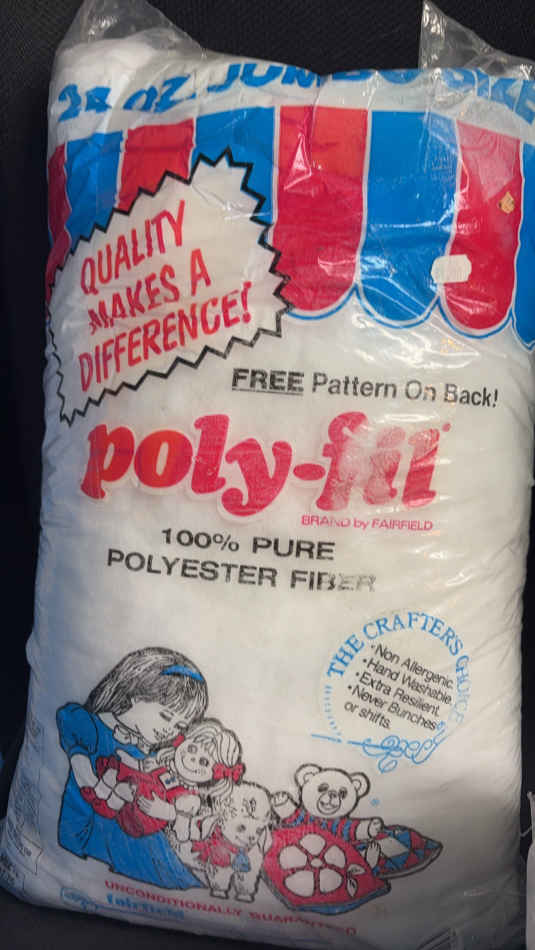 OZ. JUMBO SIZE
QUALITY
MAKES A
DIFFERENCE!
FREE Pattern On Back!
poly-fil®
BRAND by FAIRFIELD
100% PURE
POLYESTER FIBER
THE CRAFTER'S CHOICE
•Non Allergenic.
•Hand Washable.
•Extra Resilient.
•Never Bunches
or shifts.
UNCONDITIONALLY GUARANTEED
fairfield